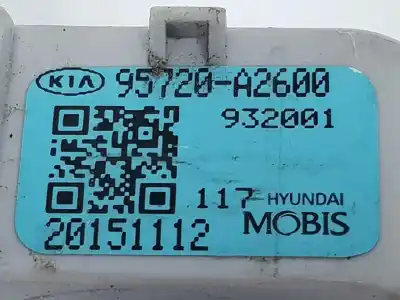 KIA 95720-A2600
932001
117 HYUNDAI
MOBIS
20151112